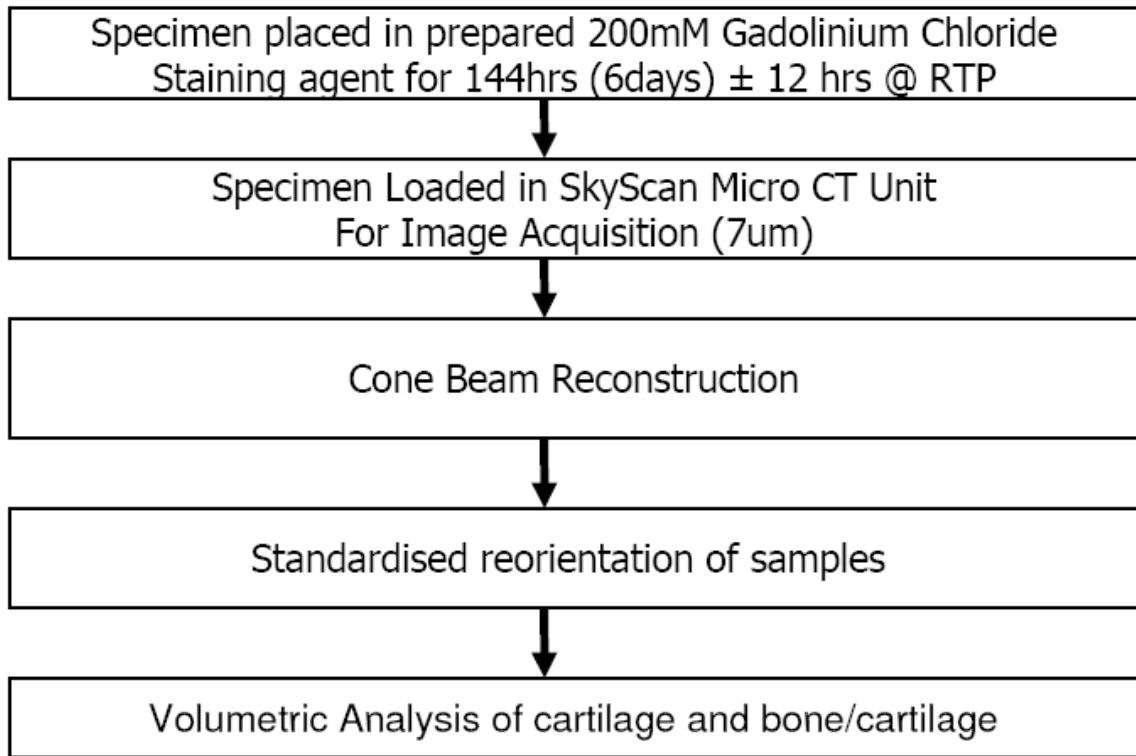 Specimen placed in prepared 200mM Gadolinium Chloride
Staining agent for 144hrs (6days) ± 12 hrs @ RTP
Specimen Loaded in SkyScan Micro CT Unit
For Image Acquisition (7um)
Cone Beam Reconstruction
Standardised reorientation of samples
Volumetric Analysis of cartilage and bone/cartilage